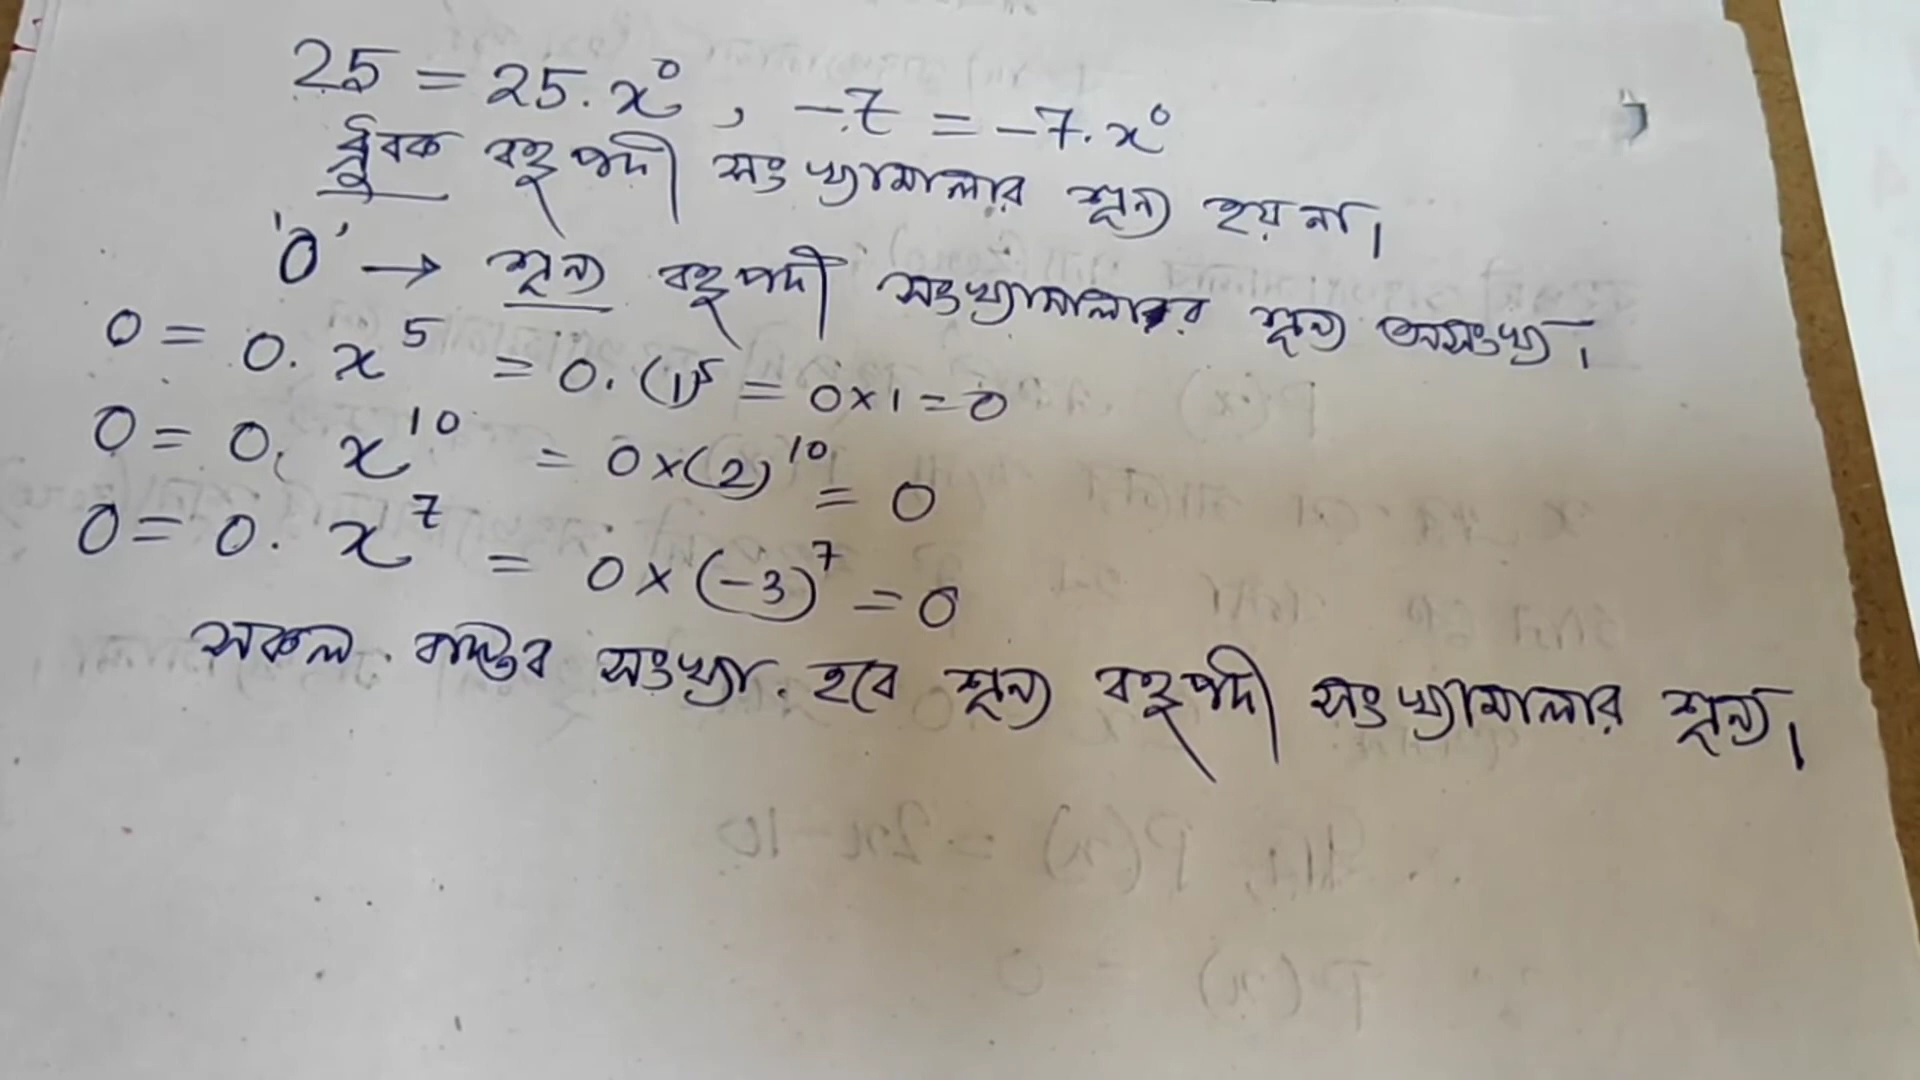 25 = 25. x⁰, -7 = -7. x⁰
ধ্রুবক বহুপদী সংখ্যামালার শূন্য হয় না।
'0' → শূন্য বহুপদী সংখ্যামালার শূন্য অসংখ্য।
0 = 0. x⁵ = 0. (1)⁵ = 0×1 = 0
0 = 0. x¹⁰ = 0×(2)¹⁰ = 0
0 = 0. x⁷ = 0×(-3)⁷ = 0
সকল বাস্তব সংখ্যা হবে শূন্য বহুপদী সংখ্যামালার শূন্য।